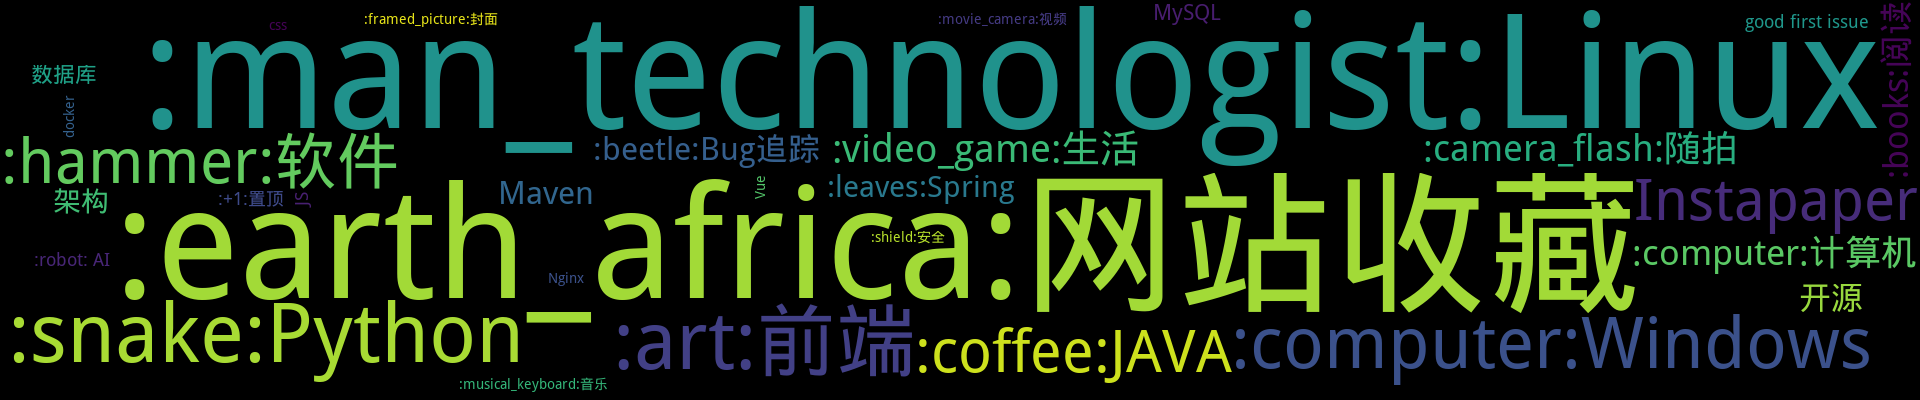 css
:framed_picture:封面
:movie_camera:视频
MySQL
good first issue
:man_technologist:Linux
:books:阅读
数据库
docker
:hammer:软件
:beetle:Bug追踪
:video_game:生活
:camera_flash:随拍
架构
:+1:置顶
JS
Maven
Vue
:leaves:Spring
Instapaper
:earth_africa:网站收藏
:shield:安全
:robot: AI
Nginx
:computer:计算机
开源
:snake:Python
:art:前端
:coffee:JAVA
:computer:Windows
:musical_keyboard:音乐